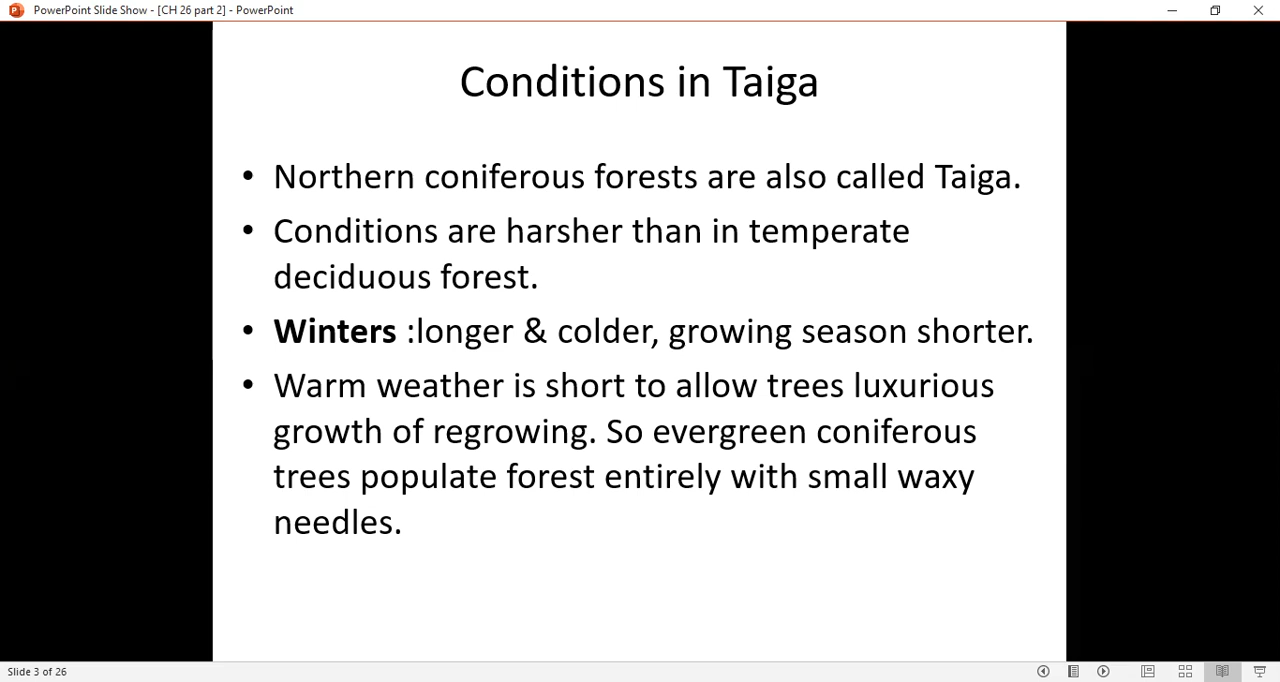 PowerPoint Slide Show - [CH 26 part 2] - PowerPoint
Conditions in Taiga
• Northern coniferous forests are also called Taiga.
• Conditions are harsher than in temperate
deciduous forest.
• Winters :longer & colder, growing season shorter.
• Warm weather is short to allow trees luxurious
growth of regrowing. So evergreen coniferous
trees populate forest entirely with small waxy
needles.
Slide 3 of 26